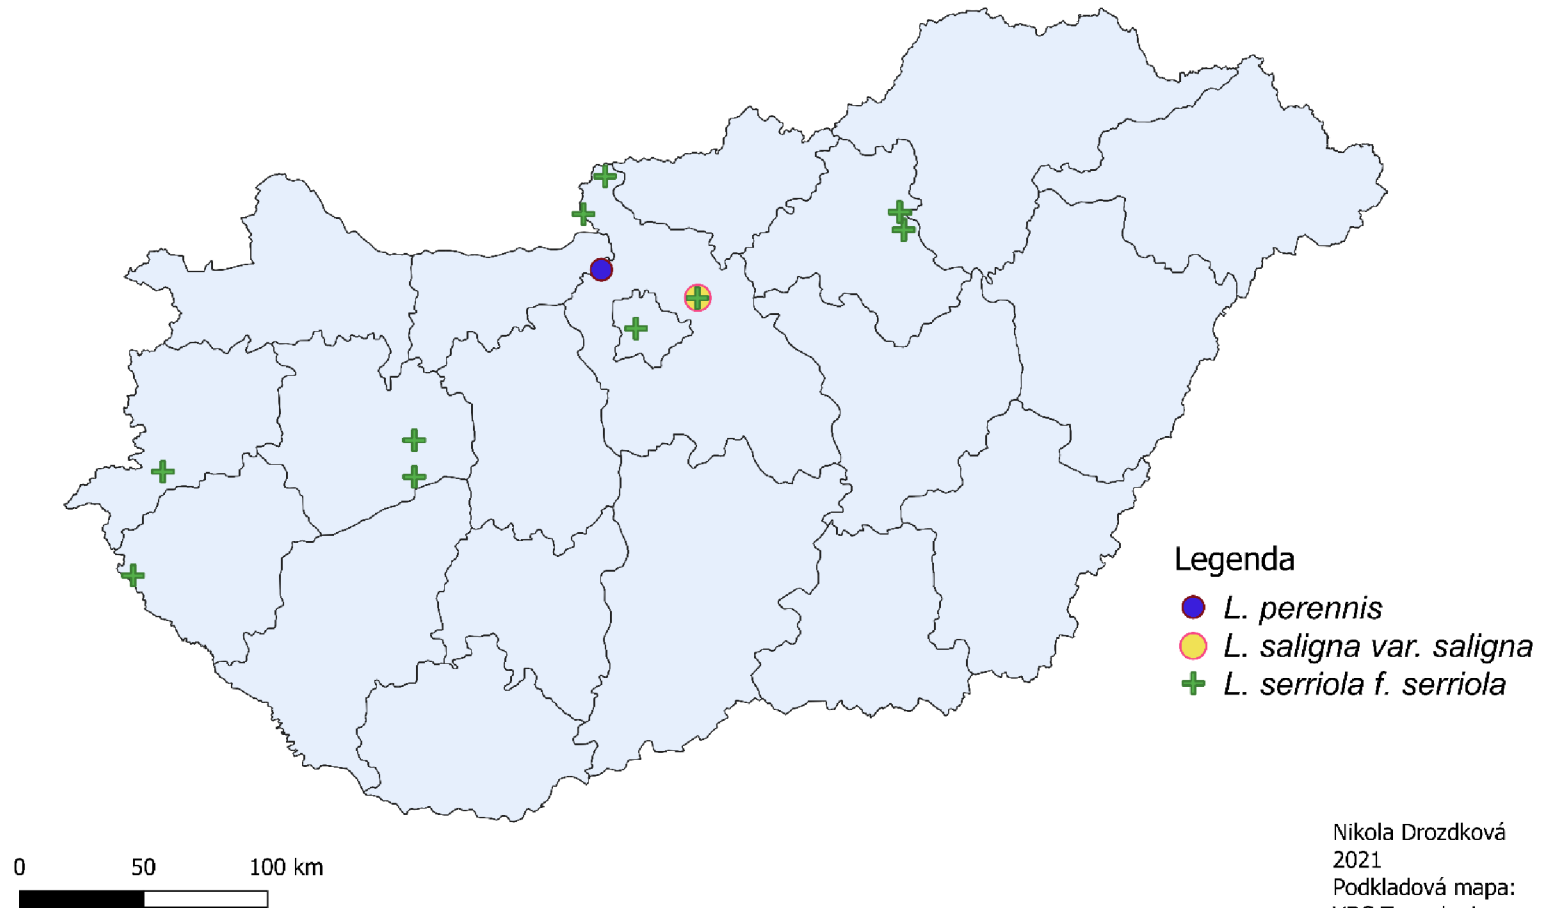 Legenda
L. perennis
L. saligna var. saligna
L. serriola f. serriola
0 50 100 km
Nikola Drozdková
2021
Podkladová mapa: